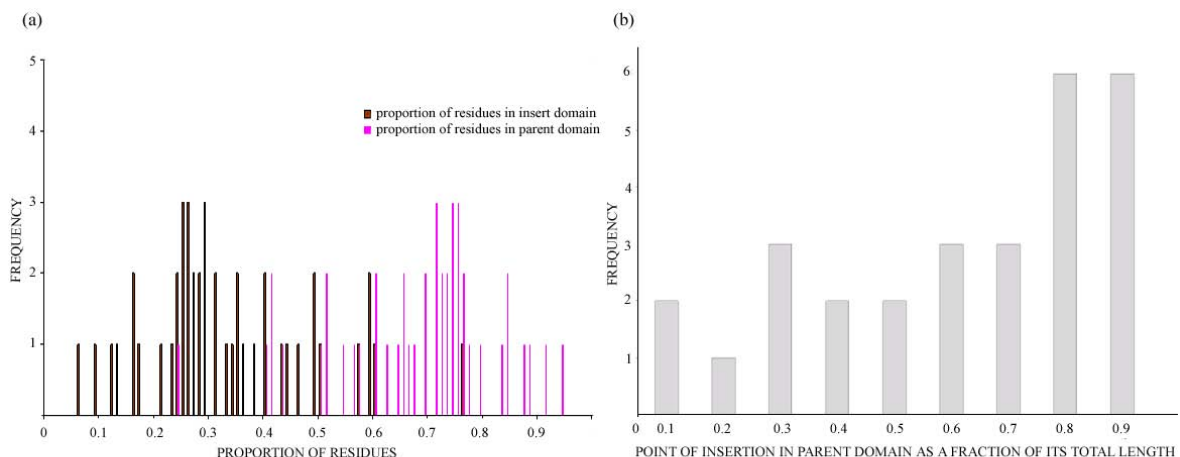 (a)
5
4
3
2
1
FREQUENCY
proportion of residues in insert domain
proportion of residues in parent domain
0 0.1 0.2 0.3 0.4 0.5 0.6 0.7 0.8 0.9
PROPORTION OF RESIDUES
(b)
6
5
4
3
2
1
FREQUENCY
0 0.1 0.2 0.3 0.4 0.5 0.6 0.7 0.8 0.9
POINT OF INSERTION IN PARENT DOMAIN AS A FRACTION OF ITS TOTAL LENGTH